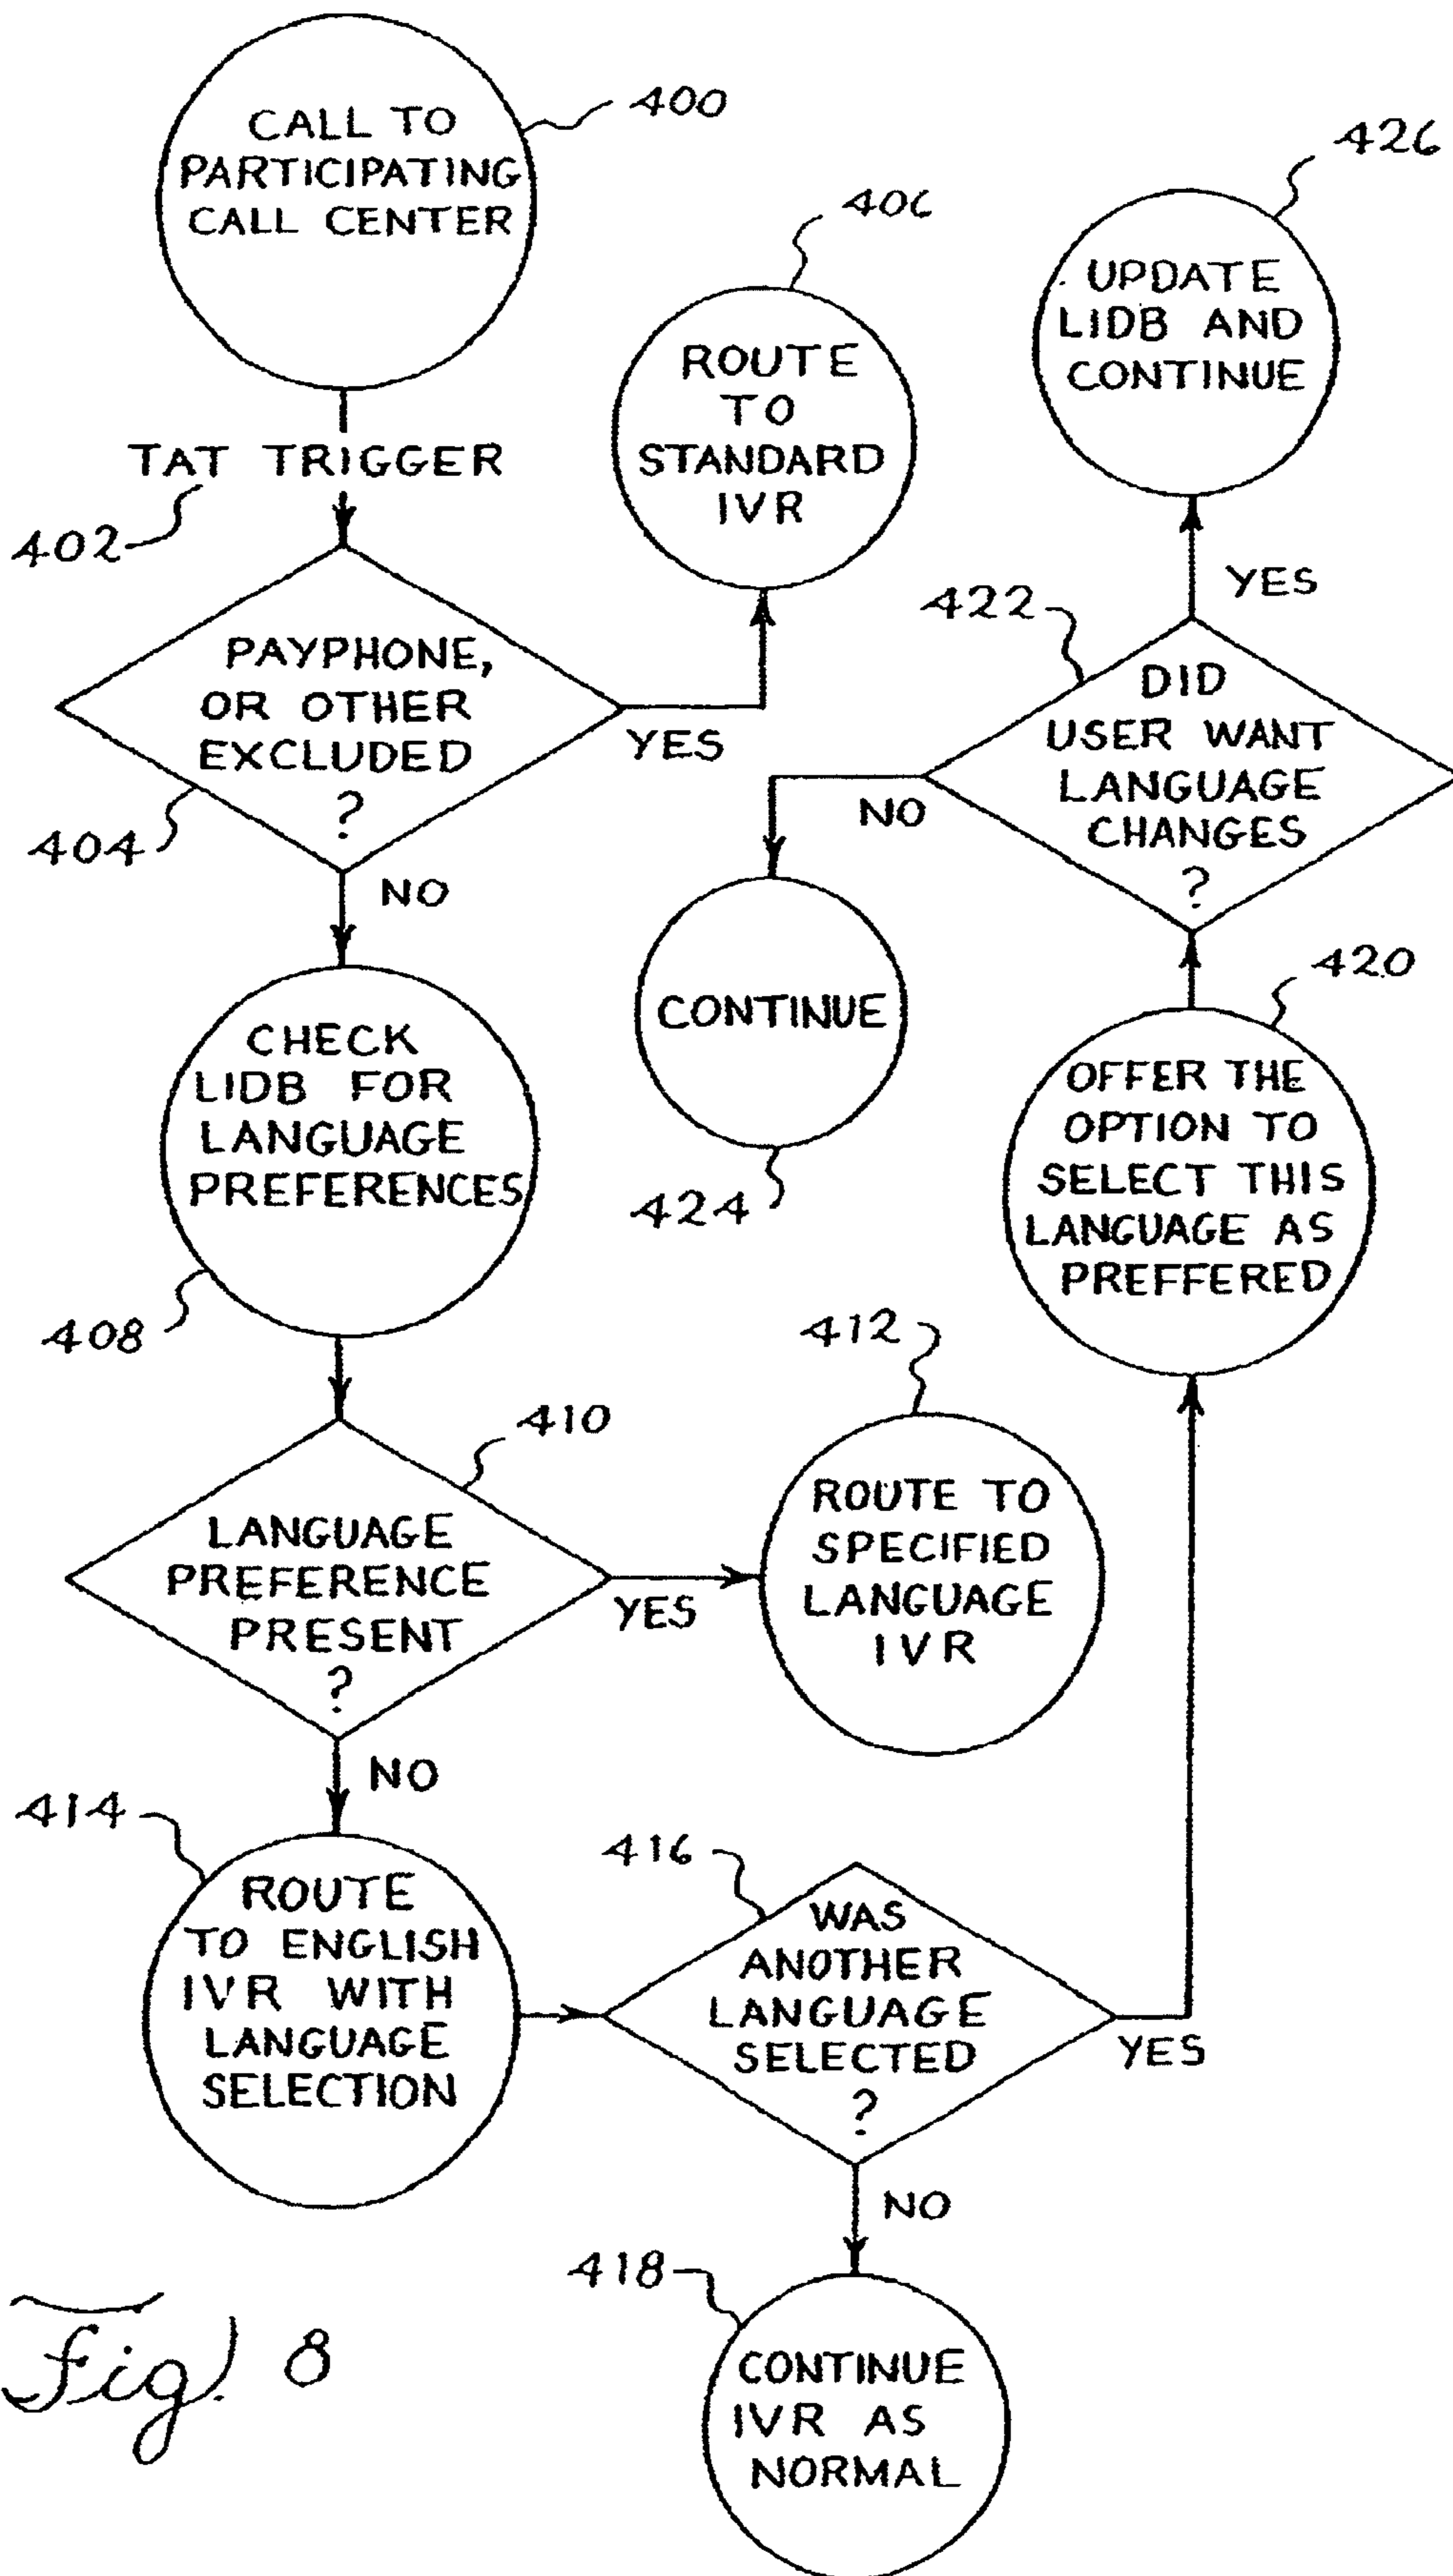 CALL TO
PARTICIPATING
CALL CENTER
400
TAT TRIGGER
402
PAYPHONE,
OR OTHER
EXCLUDED
?
404
YES
406
ROUTE
TO
STANDARD
IVR
NO
CHECK
LIDB FOR
LANGUAGE
PREFERENCES
408
410
LANGUAGE
PREFERENCE
PRESENT
?
YES
412
ROUTE TO
SPECIFIED
LANGUAGE
IVR
NO
414
ROUTE
TO ENGLISH
IVR WITH
LANGUAGE
SELECTION
416
WAS
ANOTHER
LANGUAGE
SELECTED
?
YES
NO
418
CONTINUE
IVR AS
NORMAL
420
OFFER THE
OPTION TO
SELECT THIS
LANGUAGE AS
PREFFERED
422
DID
USER WANT
LANGUAGE
CHANGES
?
NO
CONTINUE
424
YES
426
UPDATE
LIDB AND
CONTINUE
Fig. 8